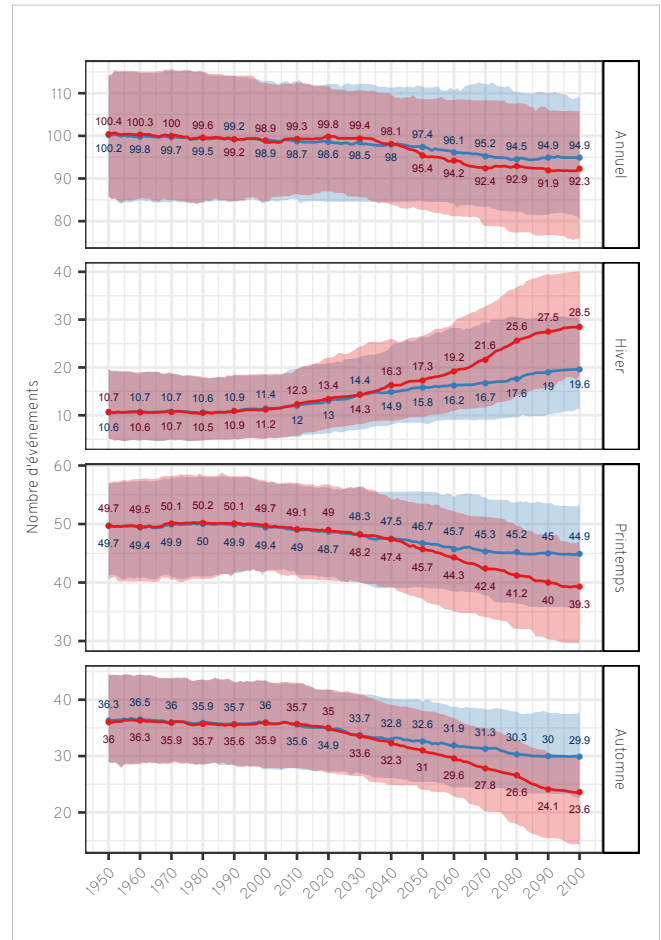 110
100
90
80
100.4 100.3 100 99.6 99.2 98.9 99.3 99.8 99.4 98.1 97.4 96.1 95.2 94.5 94.9 94.9
100.2 99.8 99.7 99.5 99.2 98.9 98.7 98.6 98.5 98 95.4 94.2 92.4 92.9 91.9 92.3
Annuel
40
30
20
10
10.7 10.7 10.7 10.6 10.9 11.4 12.3 13.4 14.4 16.3 17.3 19.2 21.6 25.6 27.5 28.5
10.6 10.6 10.7 10.5 10.9 11.2 12 13 14.3 14.9 15.8 16.2 16.7 17.6 19 19.6
Hiver
Nombre d'événements
60
50
40
30
49.7 49.5 50.1 50.2 50.1 49.7 49.1 49 48.3 47.5 46.7 45.7 45.3 45.2 45 44.9
49.7 49.4 49.9 50 49.9 49.4 49 48.7 48.2 47.4 45.7 44.3 42.4 41.2 40 39.3
Printemps
40
30
20
36.3 36.5 36 35.9 35.7 36 35.7 35 33.7 32.8 32.6 31.9 31.3 30.3 30 29.9
36 36.3 35.9 35.7 35.6 35.9 35.6 34.9 33.6 32.3 31 29.6 27.8 26.6 24.1 23.6
Automne
1950 1960 1970 1980 1990 2000 2010 2020 2030 2040 2050 2060 2070 2080 2090 2100